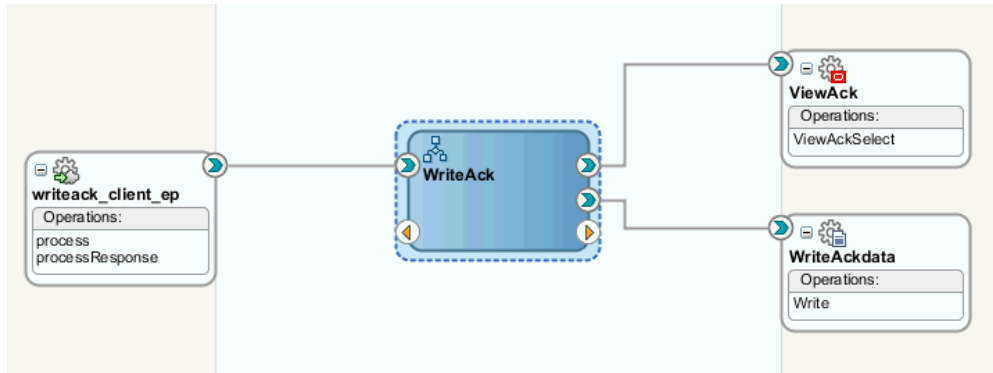 writeack_client_ep
Operations:
process
processResponse
WriteAck
ViewAck
Operations:
ViewAckSelect
WriteAckdata
Operations:
Write